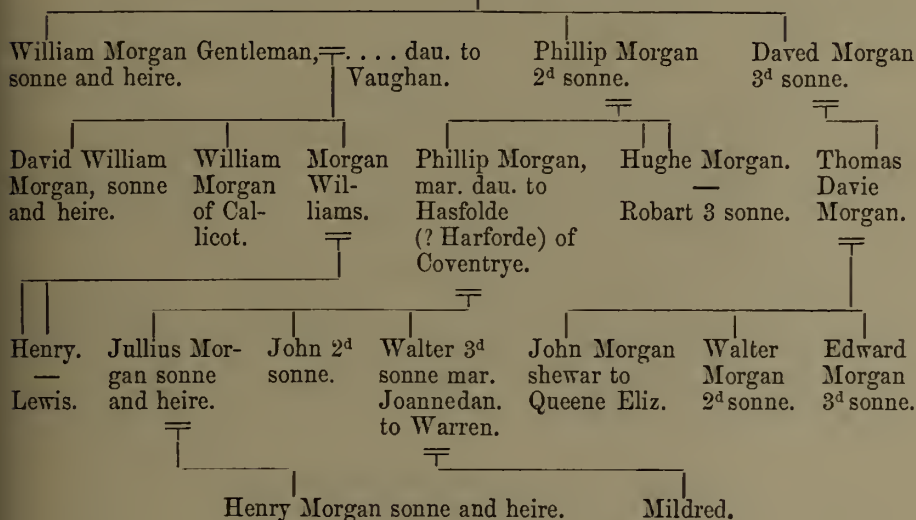 William Morgan Gentleman,=. . . . dau. to
sonne and heire. Vaughan.
Phillip Morgan
2d sonne.
Daved Morgan
3d sonne.
David William
Morgan, sonne
and heire.
William
Morgan
of Cal-
licot.
Morgan
Wil-
liams.
Phillip Morgan,
mar. dau. to
Hasfolde
(? Harforde) of
Coventrye.
Hughe Morgan.
—
Robart 3 sonne.
Thomas
Davie
Morgan.
Henry.
—
Lewis.
Jullius Mor-
gan sonne
and heire.
John 2d
sonne.
Walter 3d
sonne mar.
Joannedan.
to Warren.
John Morgan
shewar to
Queene Eliz.
Walter
Morgan
2d sonne.
Edward
Morgan
3d sonne.
Henry Morgan sonne and heire.
Mildred.